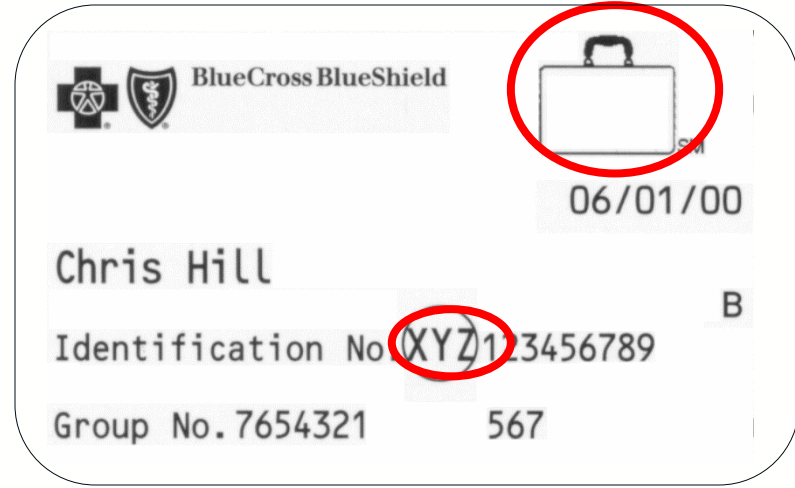 BlueCross BlueShield
SM
06/01/00
Chris Hill
B
Identification No.XYZ123456789
Group No.7654321 567